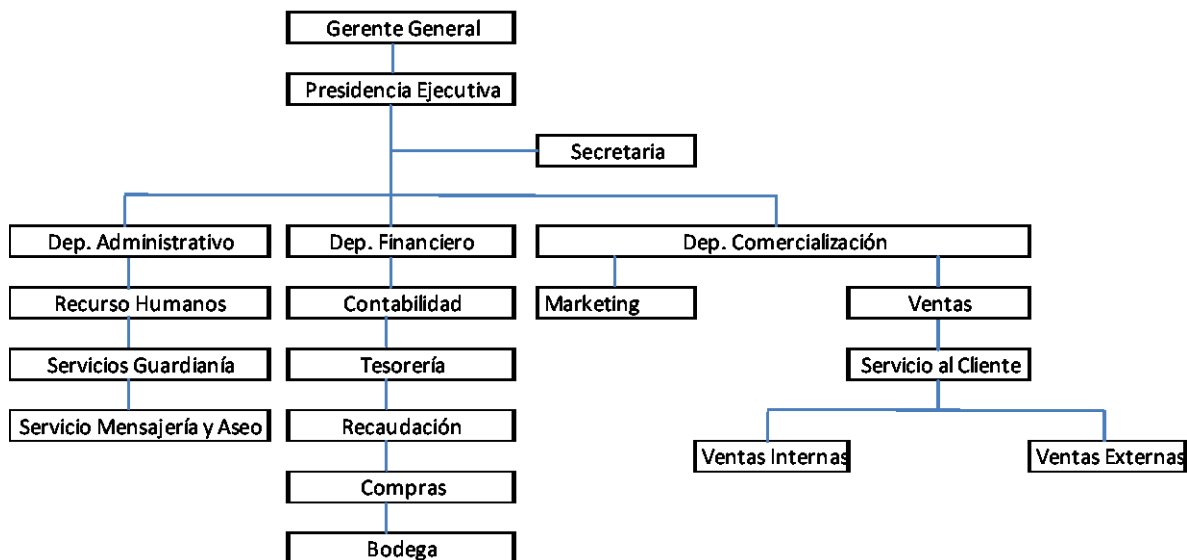 Gerente General
Presidencia Ejecutiva
Secretaria
Dep. Administrativo
Dep. Financiero
Dep. Comercialización
Recurso Humanos
Contabilidad
Marketing
Ventas
Servicios Guardianía
Tesorería
Servicio al Cliente
Servicio Mensajería y Aseo
Recaudación
Ventas Internas
Ventas Externas
Compras
Bodega